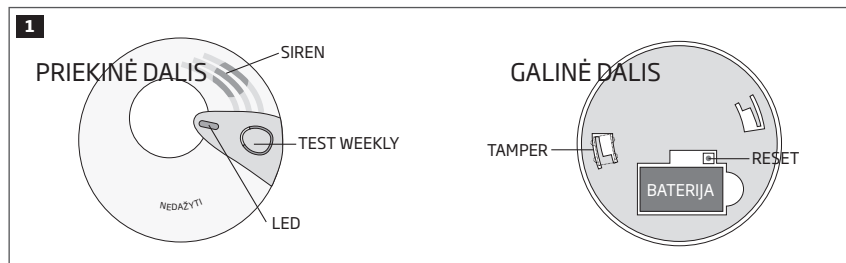 1
PRIEKINĖ DALIS
SIREN
TEST WEEKLY
LED
NEDAŽYTI
GALINĖ DALIS
TAMPER
RESET
BATERIJA